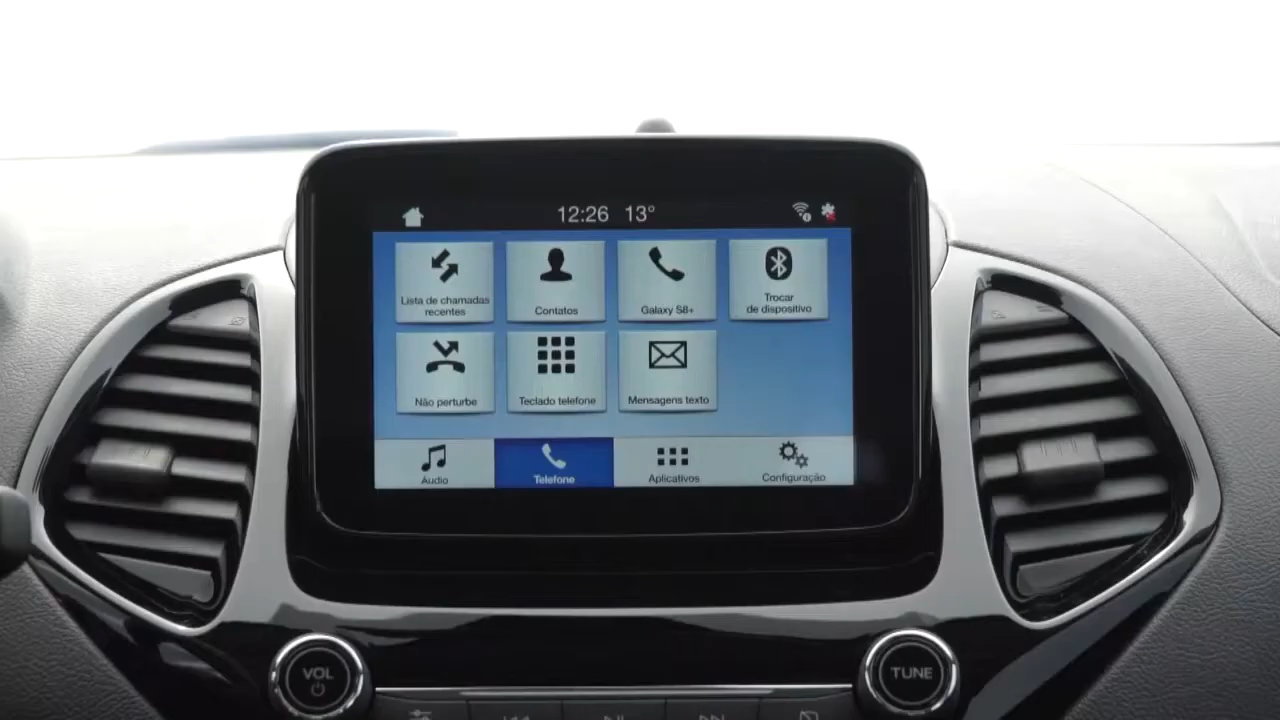 12:26 13°
Lista de chamadas
recentes
Contatos
Galaxy S8+
Trocar
de dispositivo
Não perturbe
Teclado telefone
Mensagens texto
Áudio
Telefone
Aplicativos
Configuração
VOL
TUNE